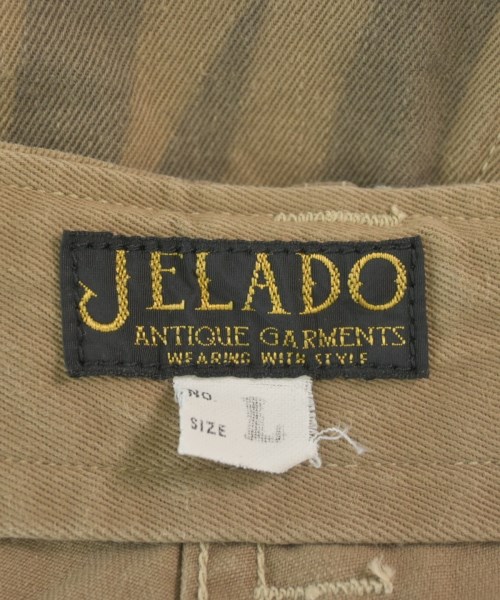 JELADO
ANTIQUE GARMENTS
WEARING WITH STYLE
NO.
SIZE L